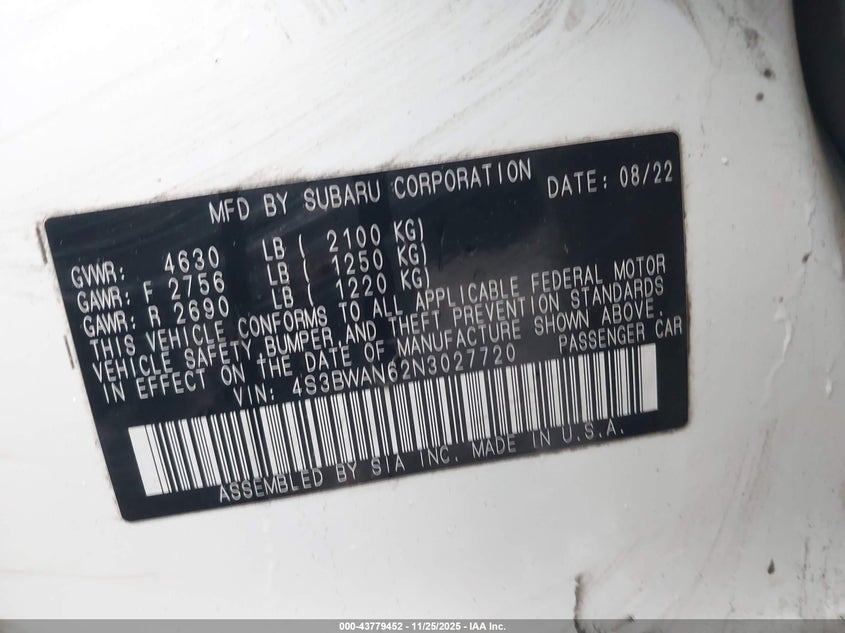 MFD BY SUBARU CORPORATION DATE: 08/22
GVWR: 4630 LB ( 2100 KG)
GAWR: F 2756 LB ( 1250 KG)
GAWR: R 2690 LB ( 1220 KG)
THIS VEHICLE CONFORMS TO ALL APPLICABLE FEDERAL MOTOR
VEHICLE SAFETY, BUMPER, AND THEFT PREVENTION STANDARDS
IN EFFECT ON THE DATE OF MANUFACTURE SHOWN ABOVE.
VIN: 4S3BWAN62N3027720 PASSENGER CAR
ASSEMBLED BY SIA INC. MADE IN U.S.A.
000-43779452 - 11/25/2025 - IAA Inc.